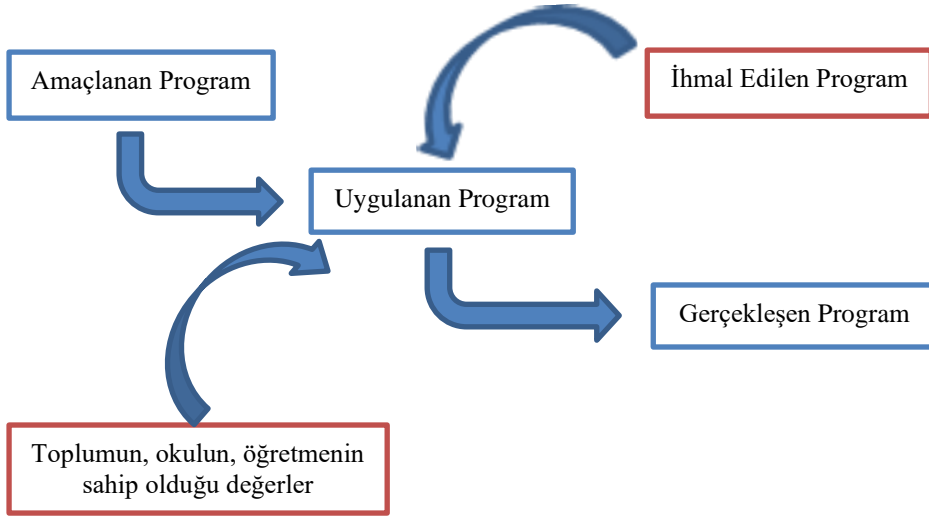 Amaçlanan Program
İhmal Edilen Program
Uygulanan Program
Gerçekleşen Program
Toplumun, okulun, öğretmenin
sahip olduğu değerler